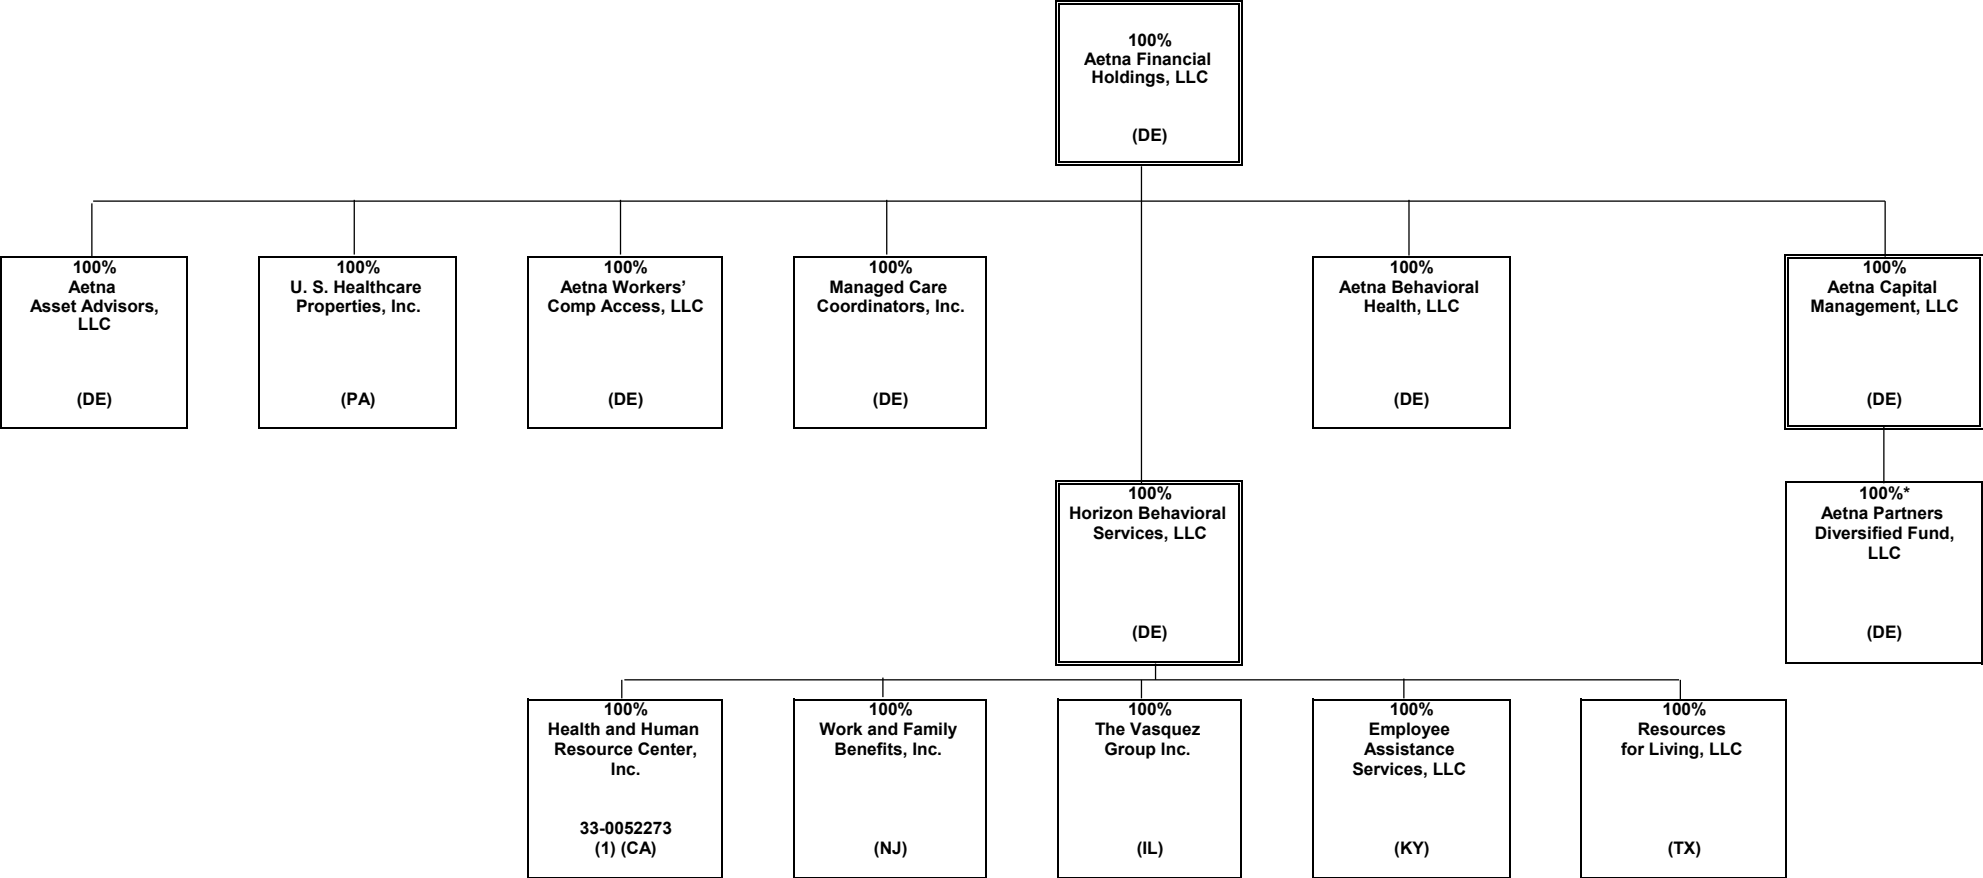 100%
Aetna Financial
Holdings, LLC
(DE)
100%
Aetna
Asset Advisors,
LLC
(DE)
100%
U. S. Healthcare
Properties, Inc.
(PA)
100%
Aetna Workers’
Comp Access, LLC
(DE)
100%
Managed Care
Coordinators, Inc.
(DE)
100%
Aetna Behavioral
Health, LLC
(DE)
100%
Aetna Capital
Management, LLC
(DE)
100%
Horizon Behavioral
Services, LLC
(DE)
100%*
Aetna Partners
Diversified Fund,
LLC
(DE)
100%
Health and Human
Resource Center,
Inc.
33-0052273
(1) (CA)
100%
Work and Family
Benefits, Inc.
(NJ)
100%
The Vasquez
Group Inc.
(IL)
100%
Employee
Assistance
Services, LLC
(KY)
100%
Resources
for Living, LLC
(TX)